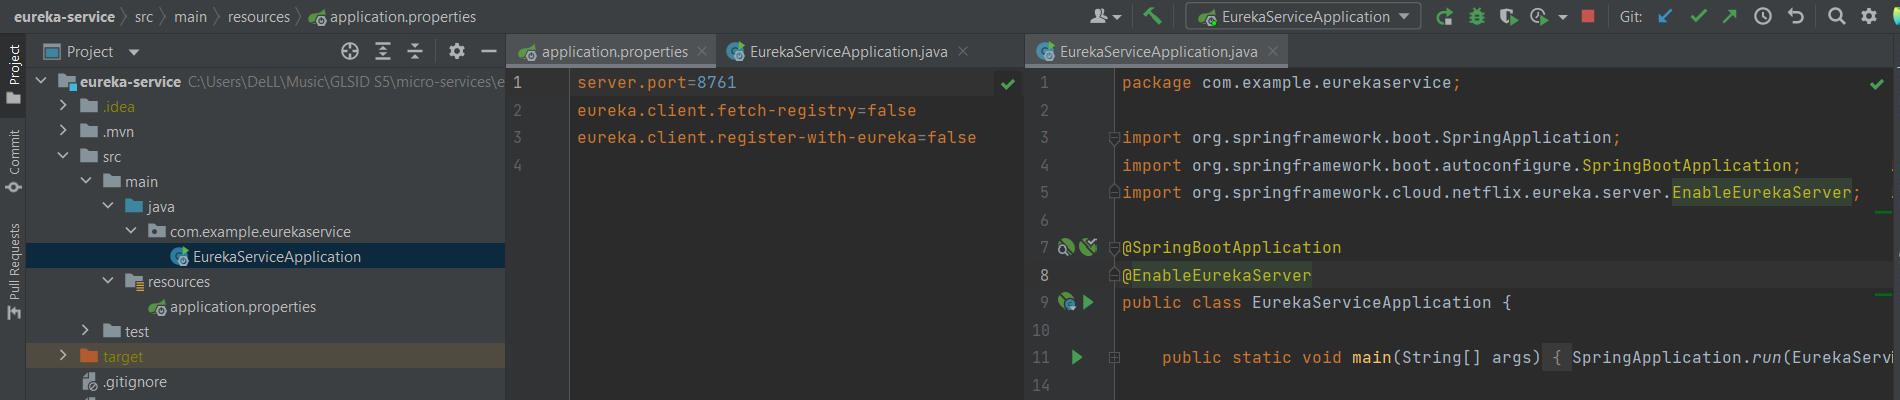 eureka-service src main resources application.properties EurekaServiceApplication Git:
Project
Commit
Pull Requests
Project
eureka-service C:\Users\DeLL\Music\GLSID S5\micro-services\e
.idea
.mvn
src
main
java
com.example.eurekaservice
EurekaServiceApplication
resources
application.properties
test
target
.gitignore
application.properties EurekaServiceApplication.java
1 server.port=8761
2 eureka.client.fetch-registry=false
3 eureka.client.register-with-eureka=false
4
EurekaServiceApplication.java
1 package com.example.eurekaservice;
2
3 import org.springframework.boot.SpringApplication;
4 import org.springframework.boot.autoconfigure.SpringBootApplication;
5 import org.springframework.cloud.netflix.eureka.server.EnableEurekaServer;
6
7 @SpringBootApplication
8 @EnableEurekaServer
9 public class EurekaServiceApplication {
10
11 public static void main(String[] args) { SpringApplication.run(EurekaServi
14